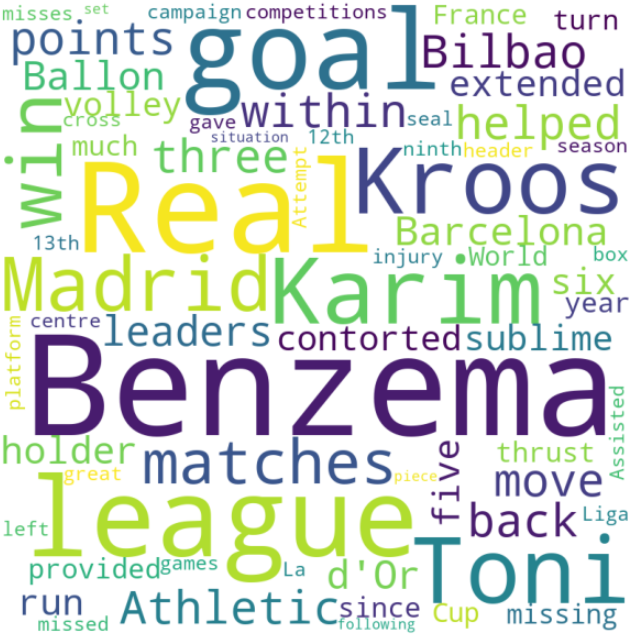 misses set campaign competitions France turn
points goal Bilbao
Ballon extended
win volley cross gave within seal helped
situation 12th
much three Attempt ninth header season
Real Kroos
13th Barcelona
injury •World box
Madrid Karim six year
platform centre leaders contorted sublime
Benzema
Assisted
holder matches five thrust
great piece move
league back Liga
left Toni
provided games La d'Or
run Athletic since Cup missing
missed following